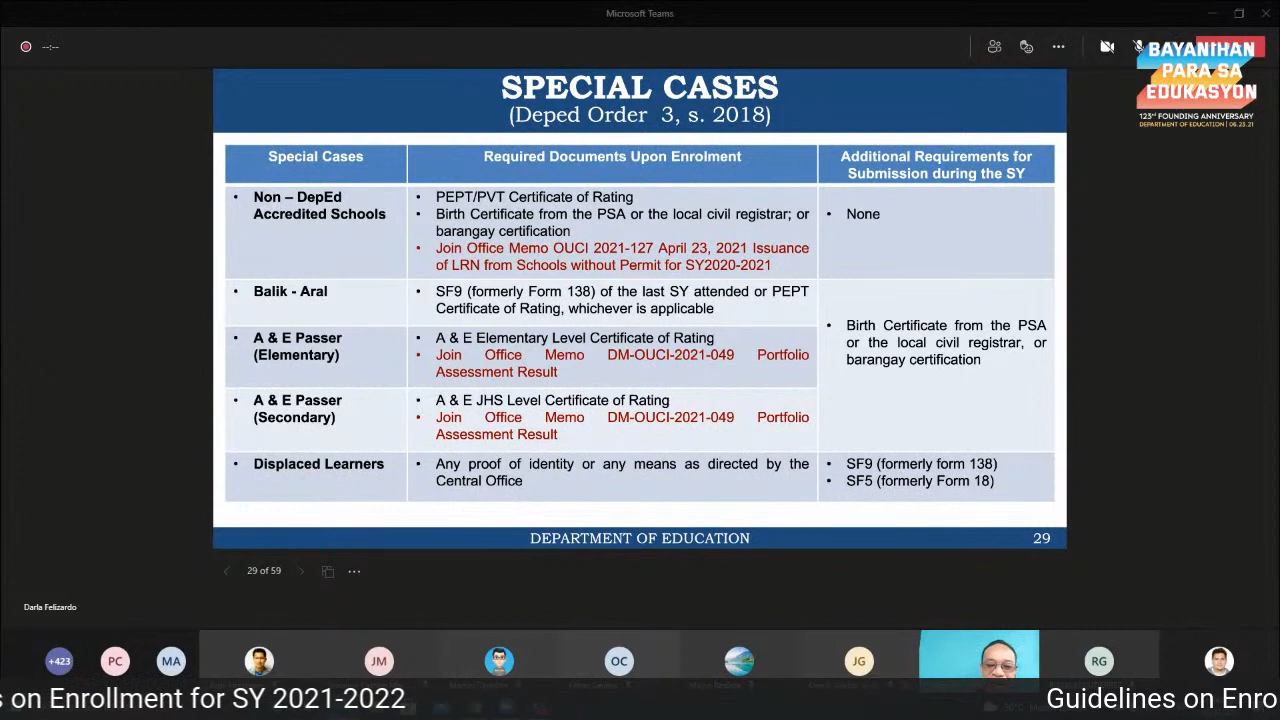 Microsoft Teams
--:--
BAYANIHAN
PARA SA
EDUKASYON
123rd FOUNDING ANNIVERSARY
DEPARTMENT OF EDUCATION | 06.23.21
SPECIAL CASES
(Deped Order 3, s. 2018)
Special Cases
Required Documents Upon Enrolment
Additional Requirements for
Submission during the SY
• Non – DepEd
Accredited Schools
• PEPT/PVT Certificate of Rating
• Birth Certificate from the PSA or the local civil registrar; or
barangay certification
• Join Office Memo OUCI 2021-127 April 23, 2021 Issuance
of LRN from Schools without Permit for SY2020-2021
• None
• Balik - Aral
• SF9 (formerly Form 138) of the last SY attended or PEPT
Certificate of Rating, whichever is applicable
• Birth Certificate from the PSA
or the local civil registrar, or
barangay certification
• A & E Passer
(Elementary)
• A & E Elementary Level Certificate of Rating
• Join Office Memo DM-OUCI-2021-049 Portfolio
Assessment Result
• A & E Passer
(Secondary)
• A & E JHS Level Certificate of Rating
• Join Office Memo DM-OUCI-2021-049 Portfolio
Assessment Result
• Displaced Learners
• Any proof of identity or any means as directed by the
Central Office
• SF9 (formerly form 138)
• SF5 (formerly Form 18)
DEPARTMENT OF EDUCATION
29
29 of 59
Darla Felizardo
+423
PC
MA
JM
OC
JG
RG
s on Enrollment for SY 2021-2022
Guidelines on Enro